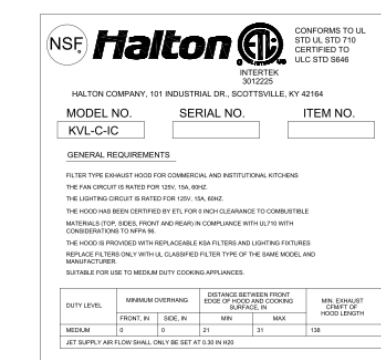 NSF
Halton
CONFORMS TO UL
STD UL STD 710
CERTIFIED TO
ULC STD S646
INTERTEK
3012225
HALTON COMPANY, 101 INDUSTRIAL DR., SCOTTSVILLE, KY 42164
MODEL NO. SERIAL NO. ITEM NO.
KVL-C-IC
GENERAL REQUIREMENTS
FILTER TYPE EXHAUST HOOD FOR COMMERCIAL AND INSTITUTIONAL KITCHENS
THE FAN CIRCUIT IS RATED FOR 125V, 15A, 60HZ.
THE LIGHTING CIRCUIT IS RATED FOR 125V, 15A, 60HZ.
THE HOOD HAS BEEN CERTIFIED BY ETL FOR 0 INCH CLEARANCE TO COMBUSTIBLE
MATERIALS (TOP, SIDES, FRONT AND REAR) IN COMPLIANCE WITH UL710 WITH
CONSIDERATIONS TO NFPA 96.
THE HOOD IS PROVIDED WITH REPLACEABLE KSA FILTERS AND LIGHTING FIXTURES
REPLACE FILTERS ONLY WITH UL CLASSIFIED FILTER TYPE OF THE SAME MODEL AND
MANUFACTURER.
SUITABLE FOR USE TO MEDIUM DUTY COOKING APPLIANCES.
DUTY LEVEL MINIMUM OVERHANG DISTANCE BETWEEN FRONT EDGE OF HOOD AND COOKING SURFACE, IN MIN. EXHAUST CFM/FT OF HOOD LENGTH
FRONT, IN SIDE, IN MIN MAX
MEDIUM 0 0 21 31 138
JET SUPPLY AIR FLOW SHALL ONLY BE SET AT 0.30 IN H20